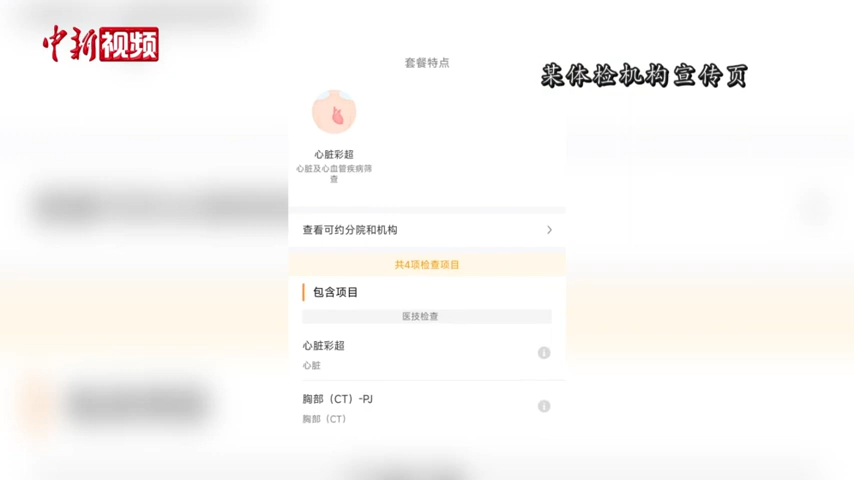 中新视频
某体检机构宣传页
套餐特点
心脏彩超
心脏及心血管疾病筛
查
查看可约分院和机构
共4项检查项目
包含项目
医技检查
心脏彩超
心脏
胸部（CT）-PJ
胸部（CT）